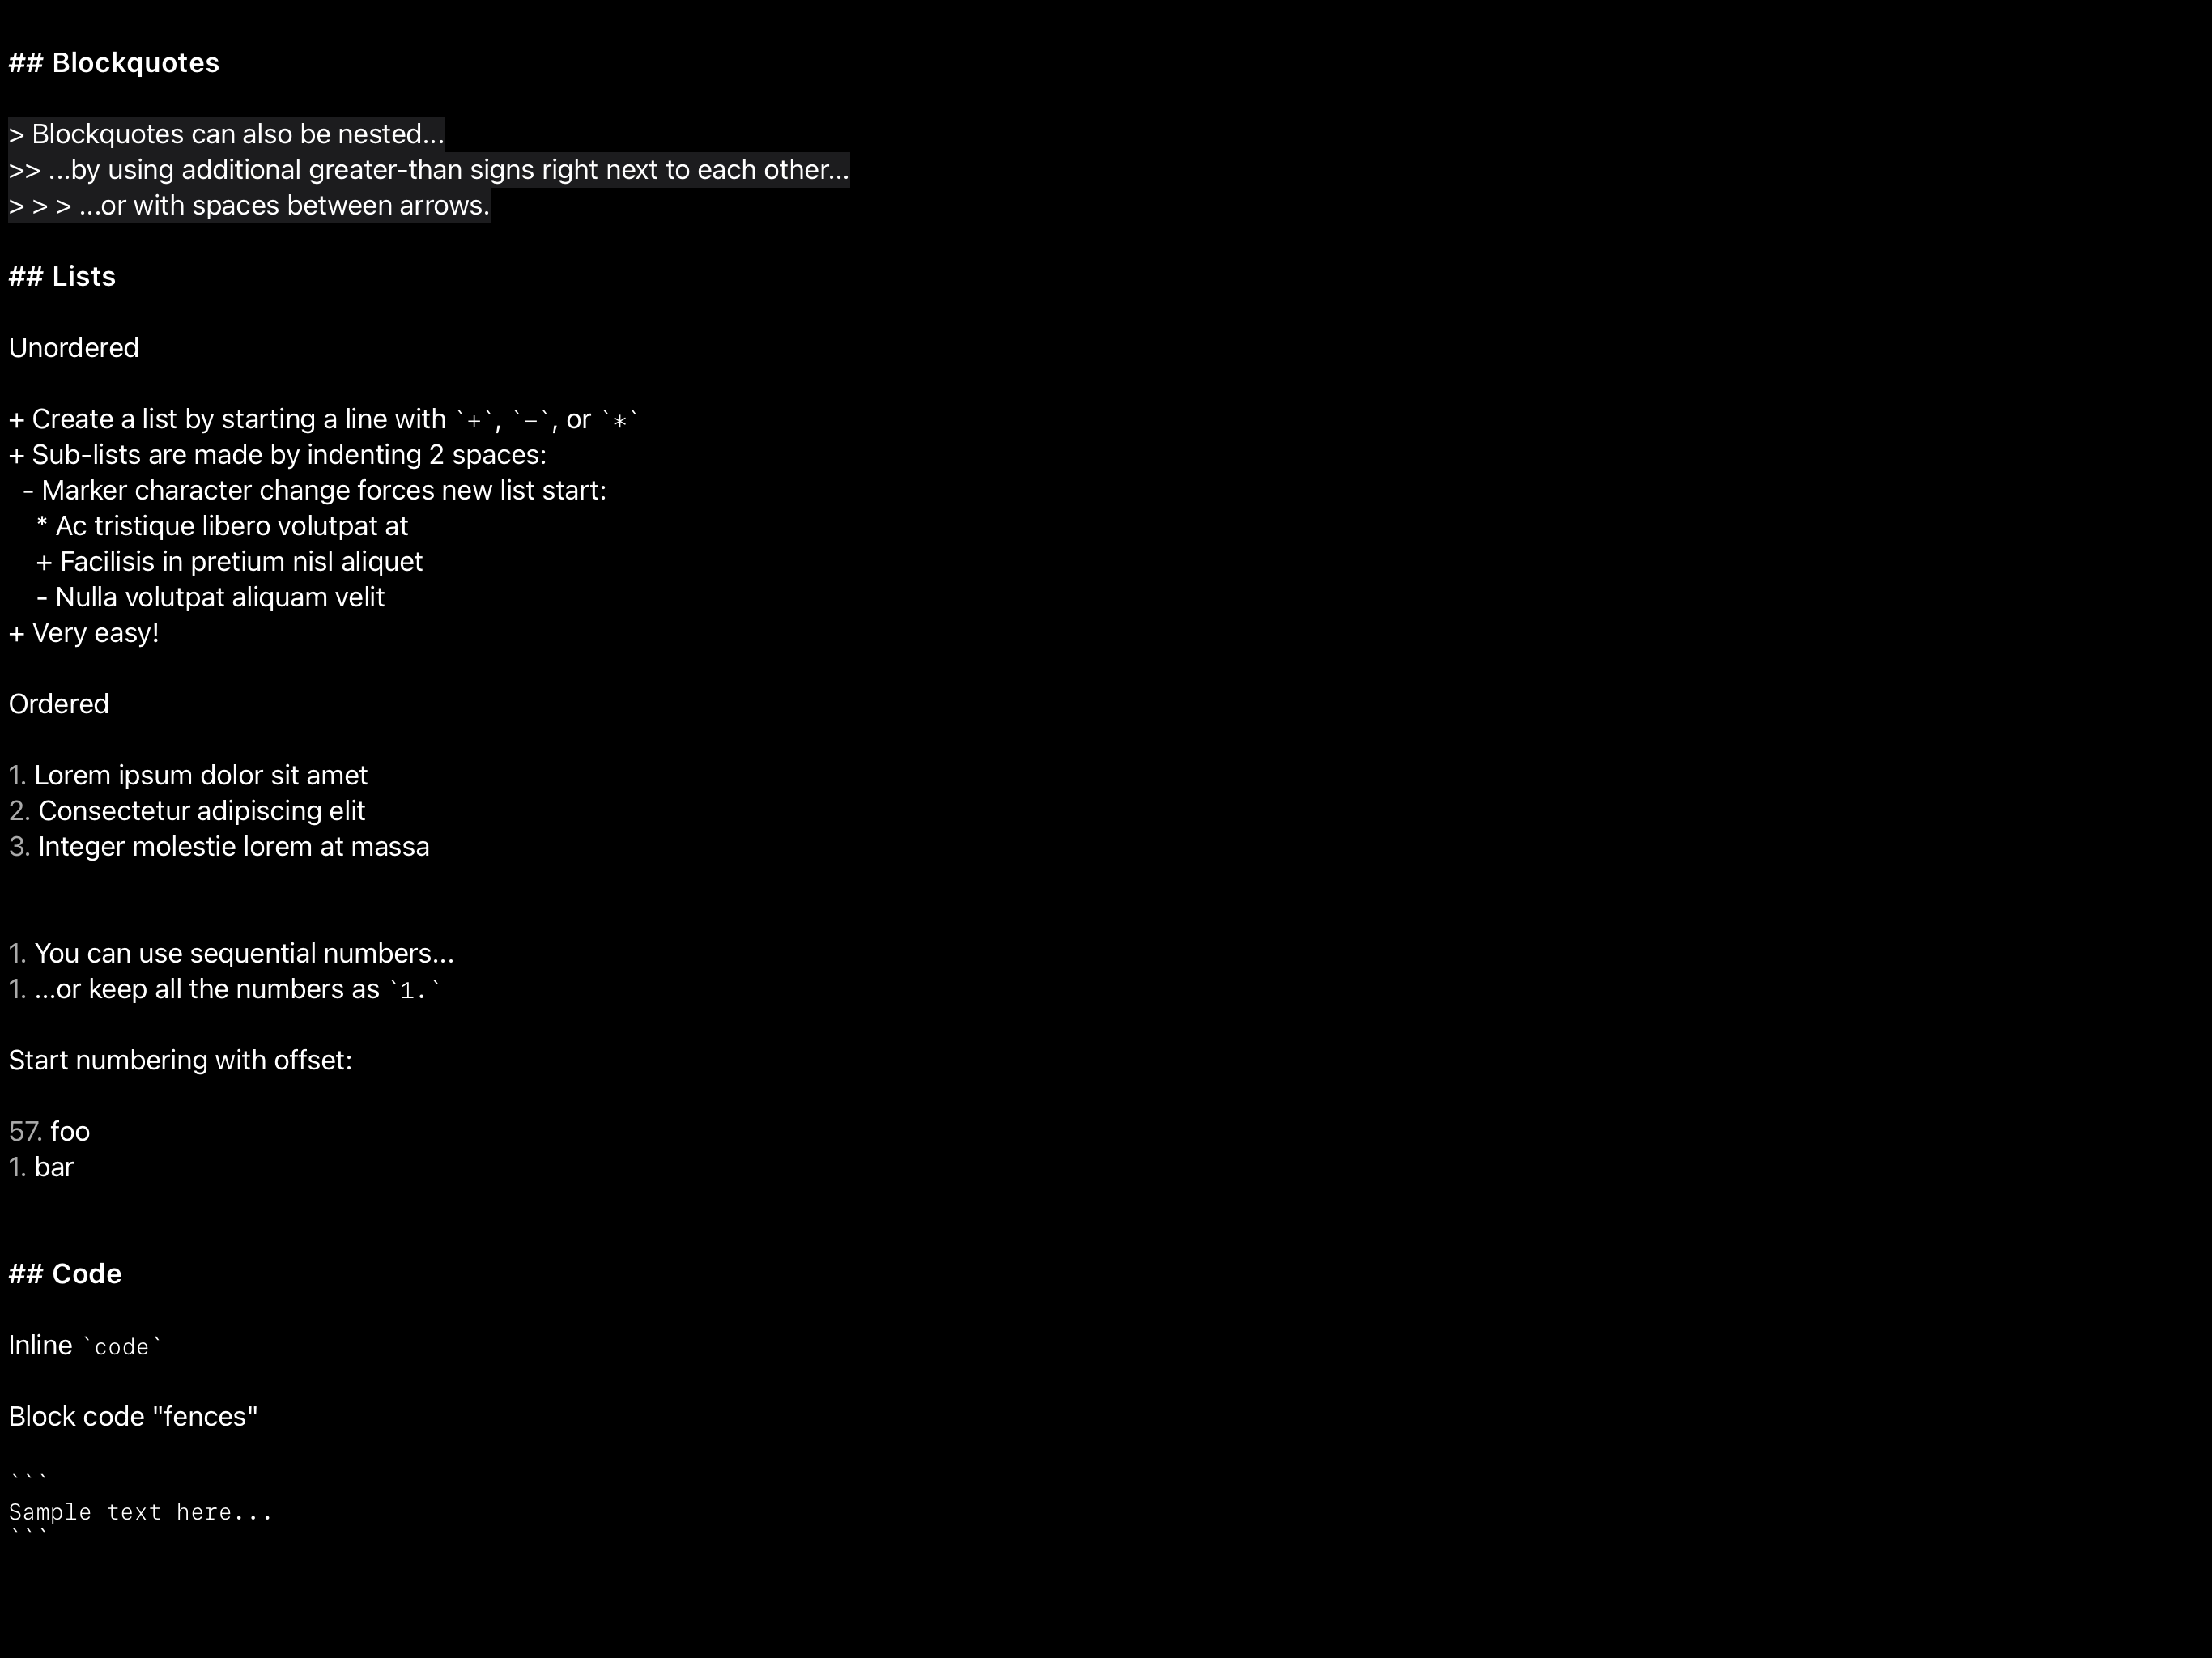 ## Blockquotes
> Blockquotes can also be nested...
>> ...by using additional greater-than signs right next to each other...
> > > ...or with spaces between arrows.
## Lists
Unordered
+ Create a list by starting a line with `+`, `-`, or `*`
+ Sub-lists are made by indenting 2 spaces:
  - Marker character change forces new list start:
    * Ac tristique libero volutpat at
    + Facilisis in pretium nisl aliquet
    - Nulla volutpat aliquam velit
+ Very easy!
Ordered
1. Lorem ipsum dolor sit amet
2. Consectetur adipiscing elit
3. Integer molestie lorem at massa
1. You can use sequential numbers...
1. ...or keep all the numbers as `1.`
Start numbering with offset:
57. foo
1. bar
## Code
Inline `code`
Block code "fences"
```
Sample text here...
```